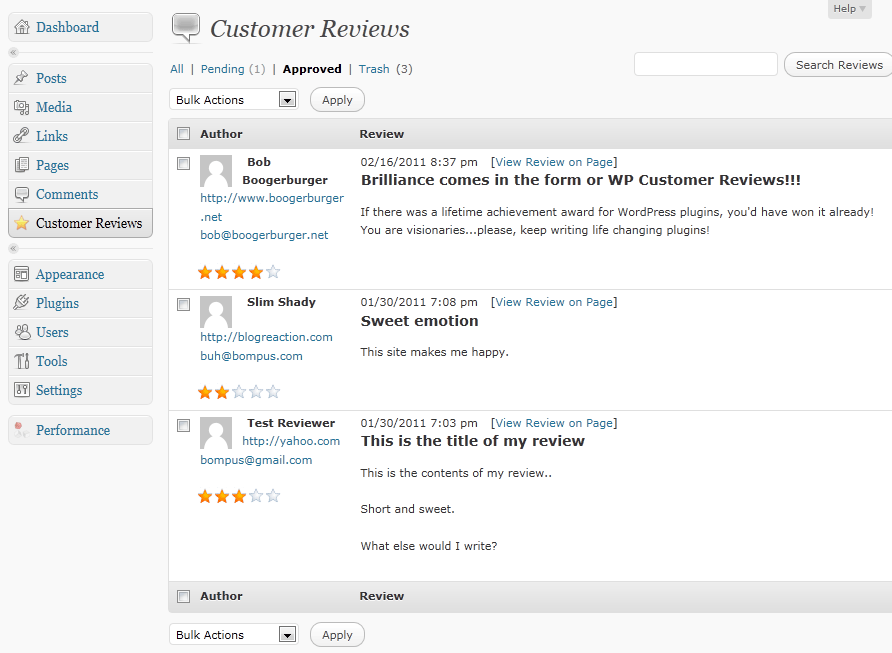 Help
Customer Reviews
All | Pending (1) | Approved | Trash (3)
Search Reviews
Bulk Actions Apply
Dashboard
«
Posts
Media
Links
Pages
Comments
Customer Reviews
«
Appearance
Plugins
Users
Tools
Settings
Performance
Author Review
Bob
Boogerburger
http://www.boogerburger
.net
bob@boogerburger.net
02/16/2011 8:37 pm [View Review on Page]
Brilliance comes in the form or WP Customer Reviews!!!
If there was a lifetime achievement award for WordPress plugins, you'd have won it already!
You are visionaries...please, keep writing life changing plugins!
Slim Shady
http://blogreaction.com
buh@bompus.com
01/30/2011 7:08 pm [View Review on Page]
Sweet emotion
This site makes me happy.
Test Reviewer
http://yahoo.com
bompus@gmail.com
01/30/2011 7:03 pm [View Review on Page]
This is the title of my review
This is the contents of my review..
Short and sweet.
What else would I write?
Author Review
Bulk Actions Apply